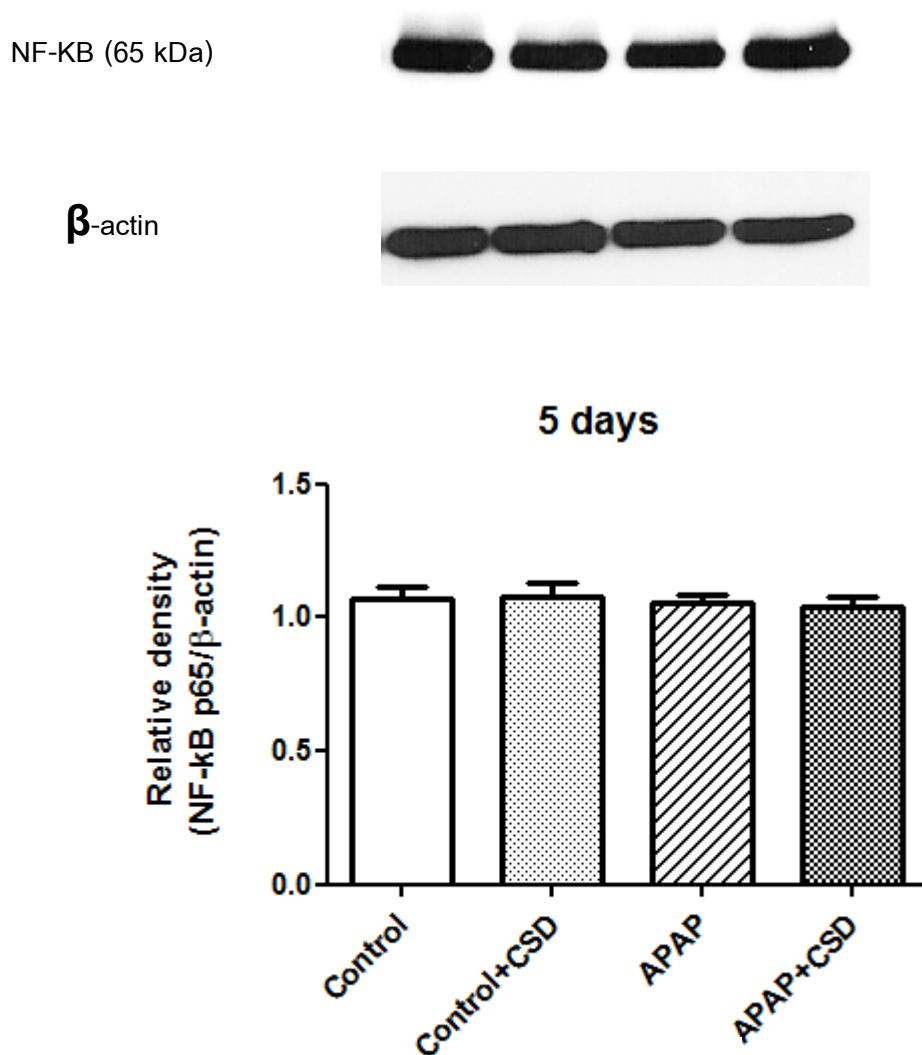 NF-KB (65 kDa)
β-actin
5 days
Relative density
(NF-kB p65/β-actin)
1.5
1.0
0.5
0.0
Control
Control+CSD
APAP
APAP+CSD